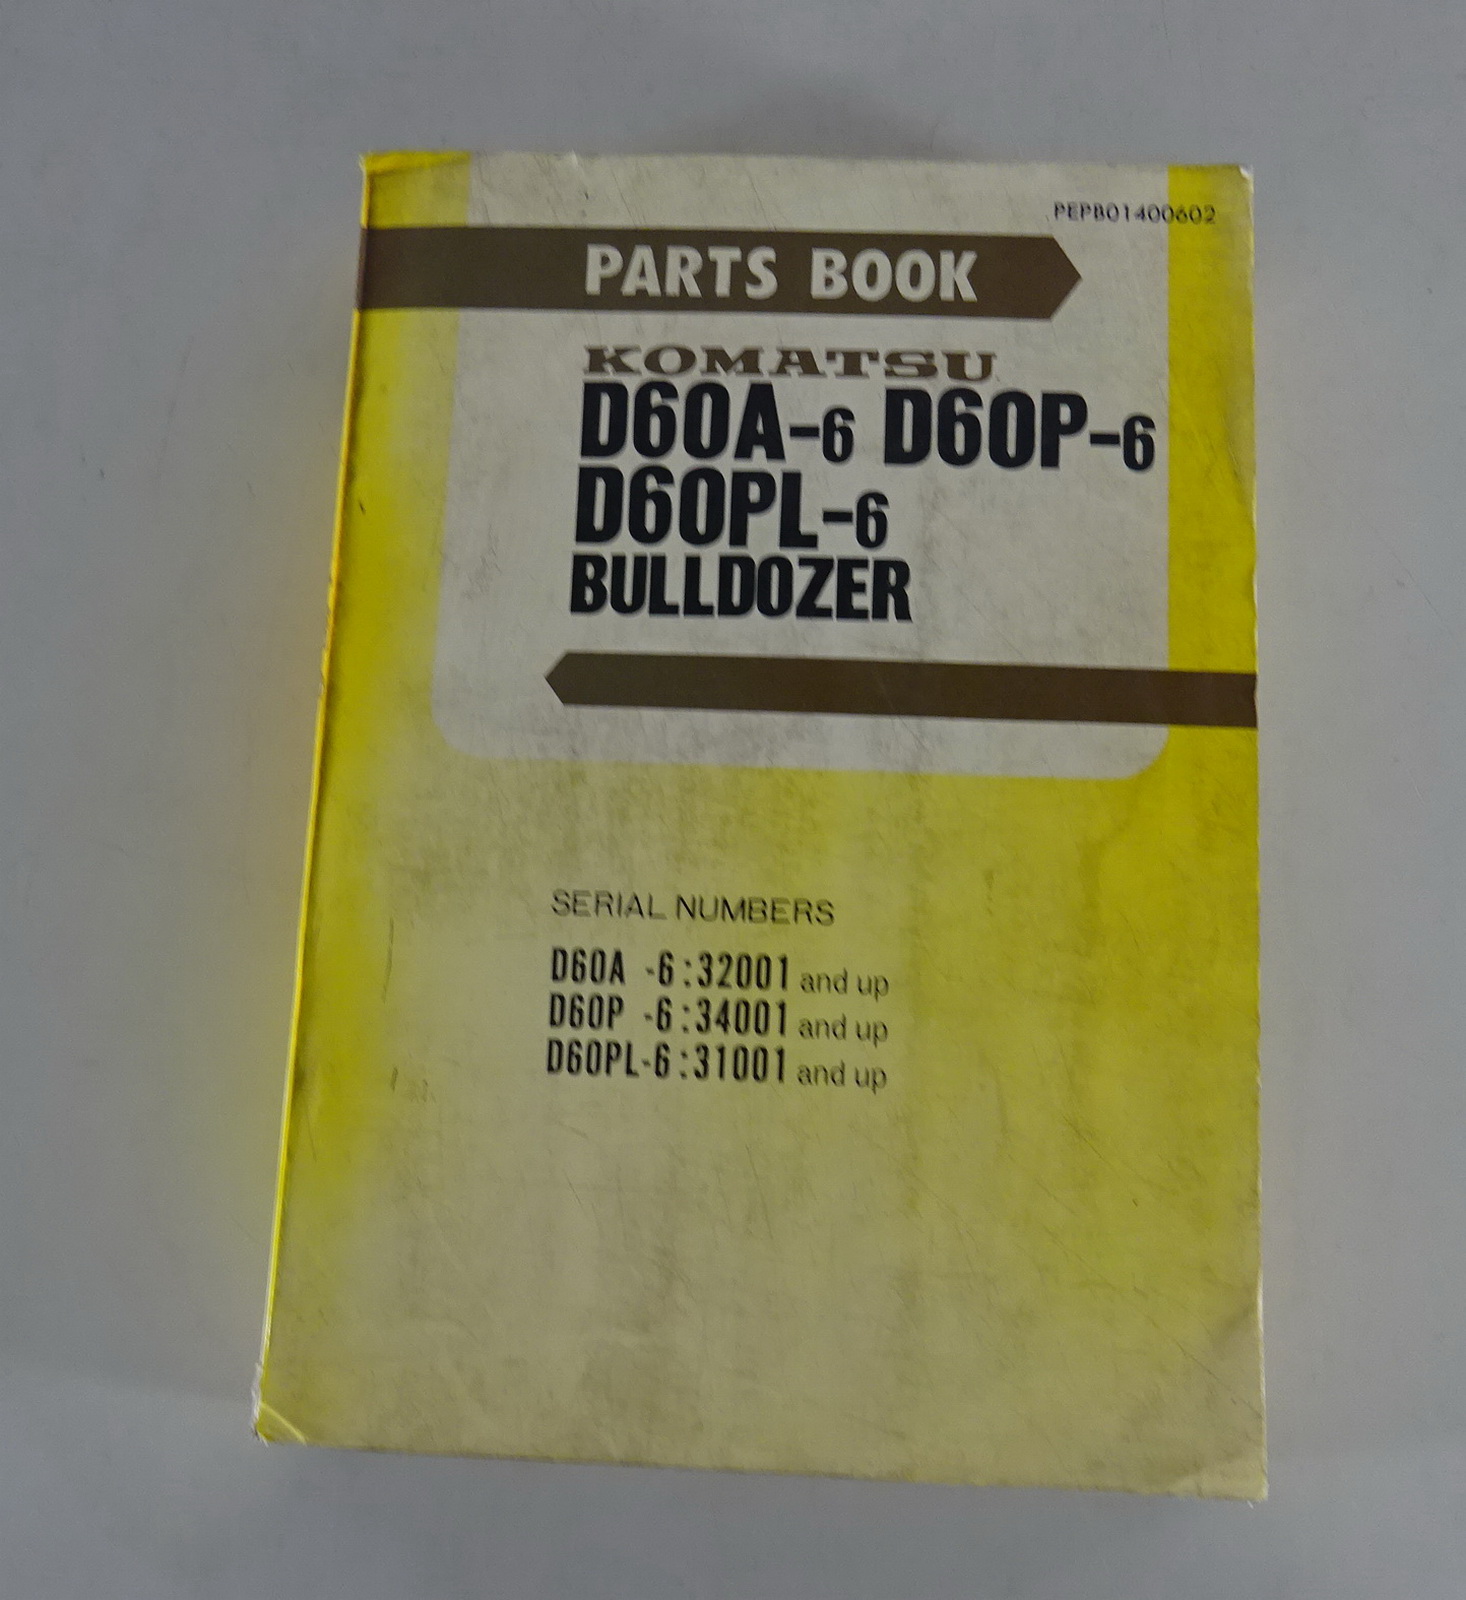 PEPB01400602
PARTS BOOK
KOMATSU
D60A-6 D60P-6
D60PL-6
BULLDOZER
SERIAL NUMBERS
D60A -6:32001 and up
D60P -6:34001 and up
D60PL-6:31001 and up